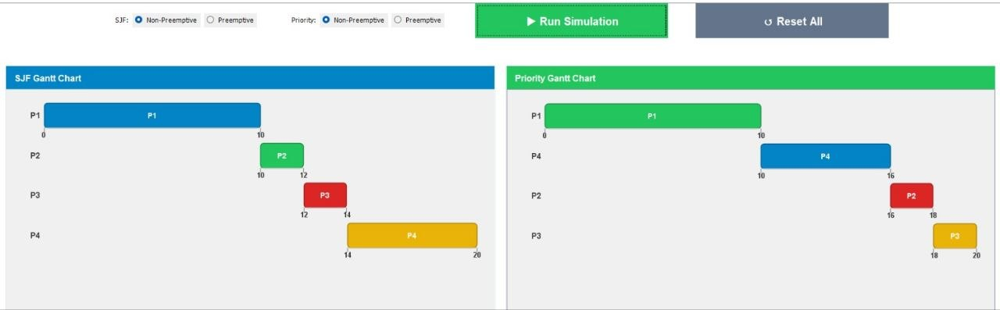 SJF: Non-Preemptive Preemptive Priority: Non-Preemptive Preemptive ▶ Run Simulation ↺ Reset All
SJF Gantt Chart
P1 P1
0 10
P2 P2
10 12
P3 P3
12 14
P4 P4
14 20
Priority Gantt Chart
P1 P1
0 10
P4 P4
10 16
P2 P2
16 18
P3 P3
18 20